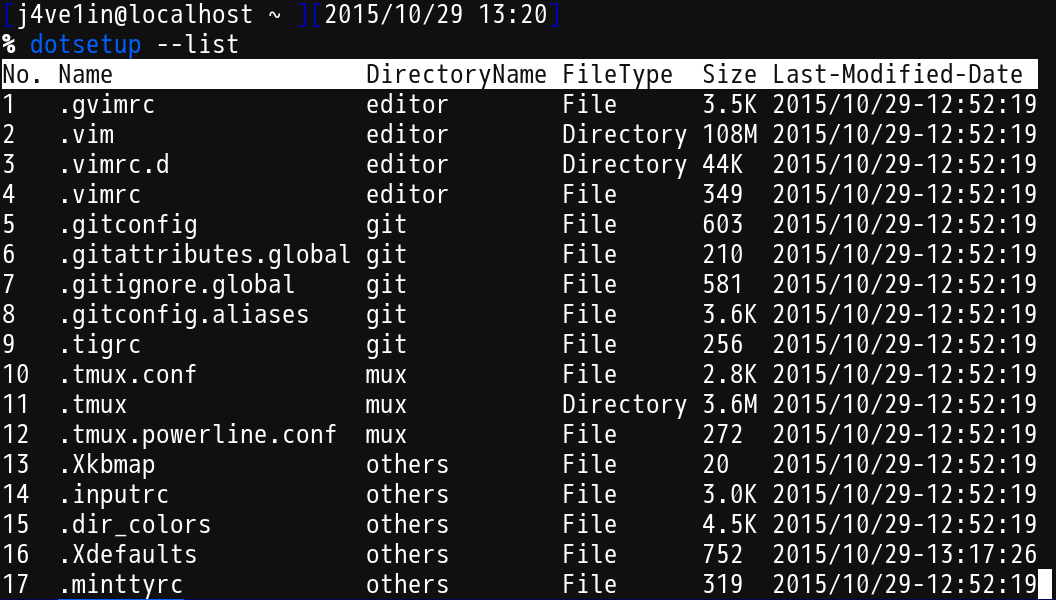 [j4ve1in@localhost ~ ][2015/10/29 13:20]
% dotsetup --list
No. Name DirectoryName FileType Size Last-Modified-Date
1 .gvimrc editor File 3.5K 2015/10/29-12:52:19
2 .vim editor Directory 108M 2015/10/29-12:52:19
3 .vimrc.d editor Directory 44K 2015/10/29-12:52:19
4 .vimrc editor File 349 2015/10/29-12:52:19
5 .gitconfig git File 603 2015/10/29-12:52:19
6 .gitattributes.global git File 210 2015/10/29-12:52:19
7 .gitignore.global git File 581 2015/10/29-12:52:19
8 .gitconfig.aliases git File 3.6K 2015/10/29-12:52:19
9 .tigrc git File 256 2015/10/29-12:52:19
10 .tmux.conf mux File 2.8K 2015/10/29-12:52:19
11 .tmux mux Directory 3.6M 2015/10/29-12:52:19
12 .tmux.powerline.conf mux File 272 2015/10/29-12:52:19
13 .Xkbmap others File 20 2015/10/29-12:52:19
14 .inputrc others File 3.0K 2015/10/29-12:52:19
15 .dir_colors others File 4.5K 2015/10/29-12:52:19
16 .Xdefaults others File 752 2015/10/29-13:17:26
17 .minttyrc others File 319 2015/10/29-12:52:19